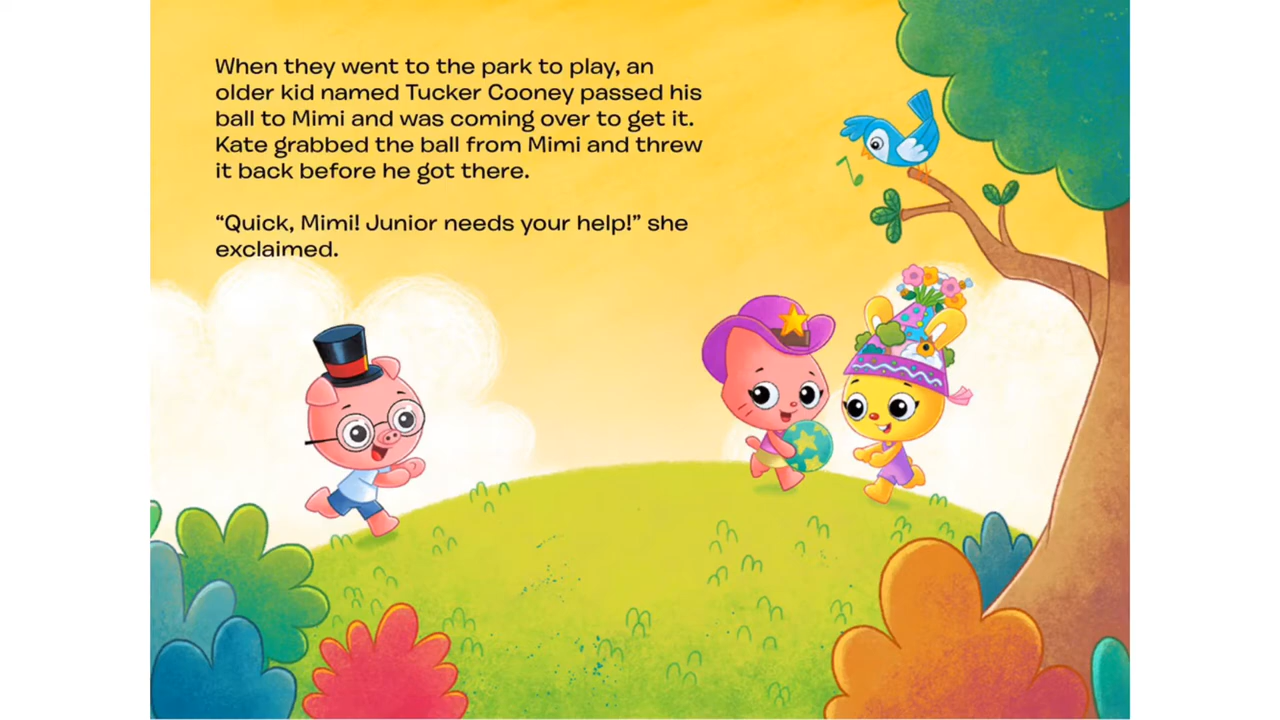 When they went to the park to play, an
older kid named Tucker Cooney passed his
ball to Mimi and was coming over to get it.
Kate grabbed the ball from Mimi and threw
it back before he got there.
“Quick, Mimi! Junior needs your help!” she
exclaimed.